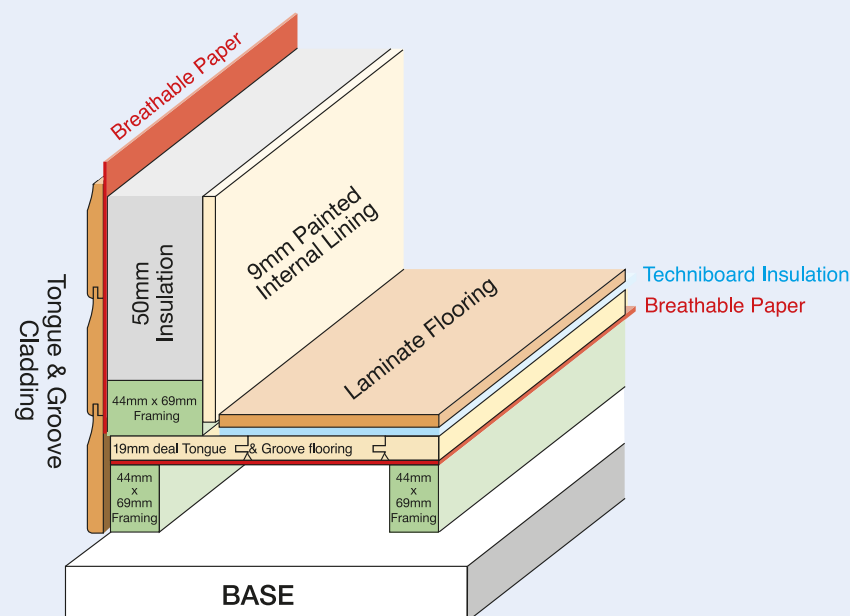 Breathable Paper
50mm
Insulation
9mm Painted
Internal Lining
Tongue & Groove
Cladding
Laminate Flooring
Techniboard Insulation
Breathable Paper
44mm x 69mm
Framing
19mm deal Tongue & Groove flooring
44mm
x
69mm
Framing
44mm
x
69mm
Framing
BASE